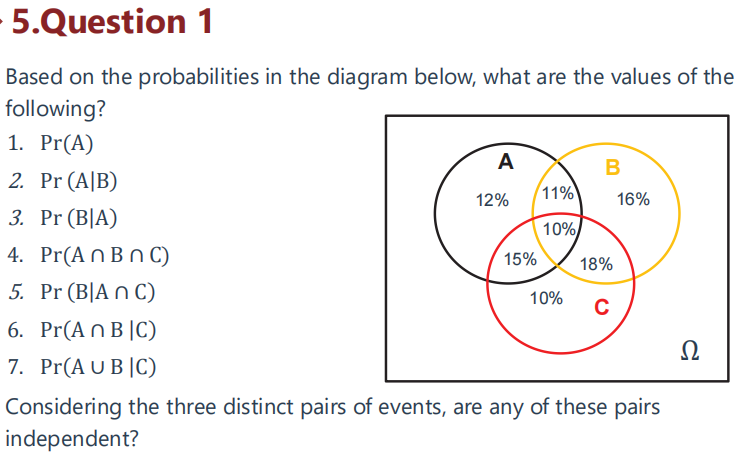 5.Question 1
Based on the probabilities in the diagram below, what are the values of the
following?
1. Pr(A)
2. Pr (A|B)
3. Pr (B|A)
4. Pr(A ∩ B ∩ C)
5. Pr (B|A ∩ C)
6. Pr(A ∩ B |C)
7. Pr(A ∪ B |C)
A
B
12%
11%
16%
10%
15%
18%
10%
C
Ω
Considering the three distinct pairs of events, are any of these pairs
independent?